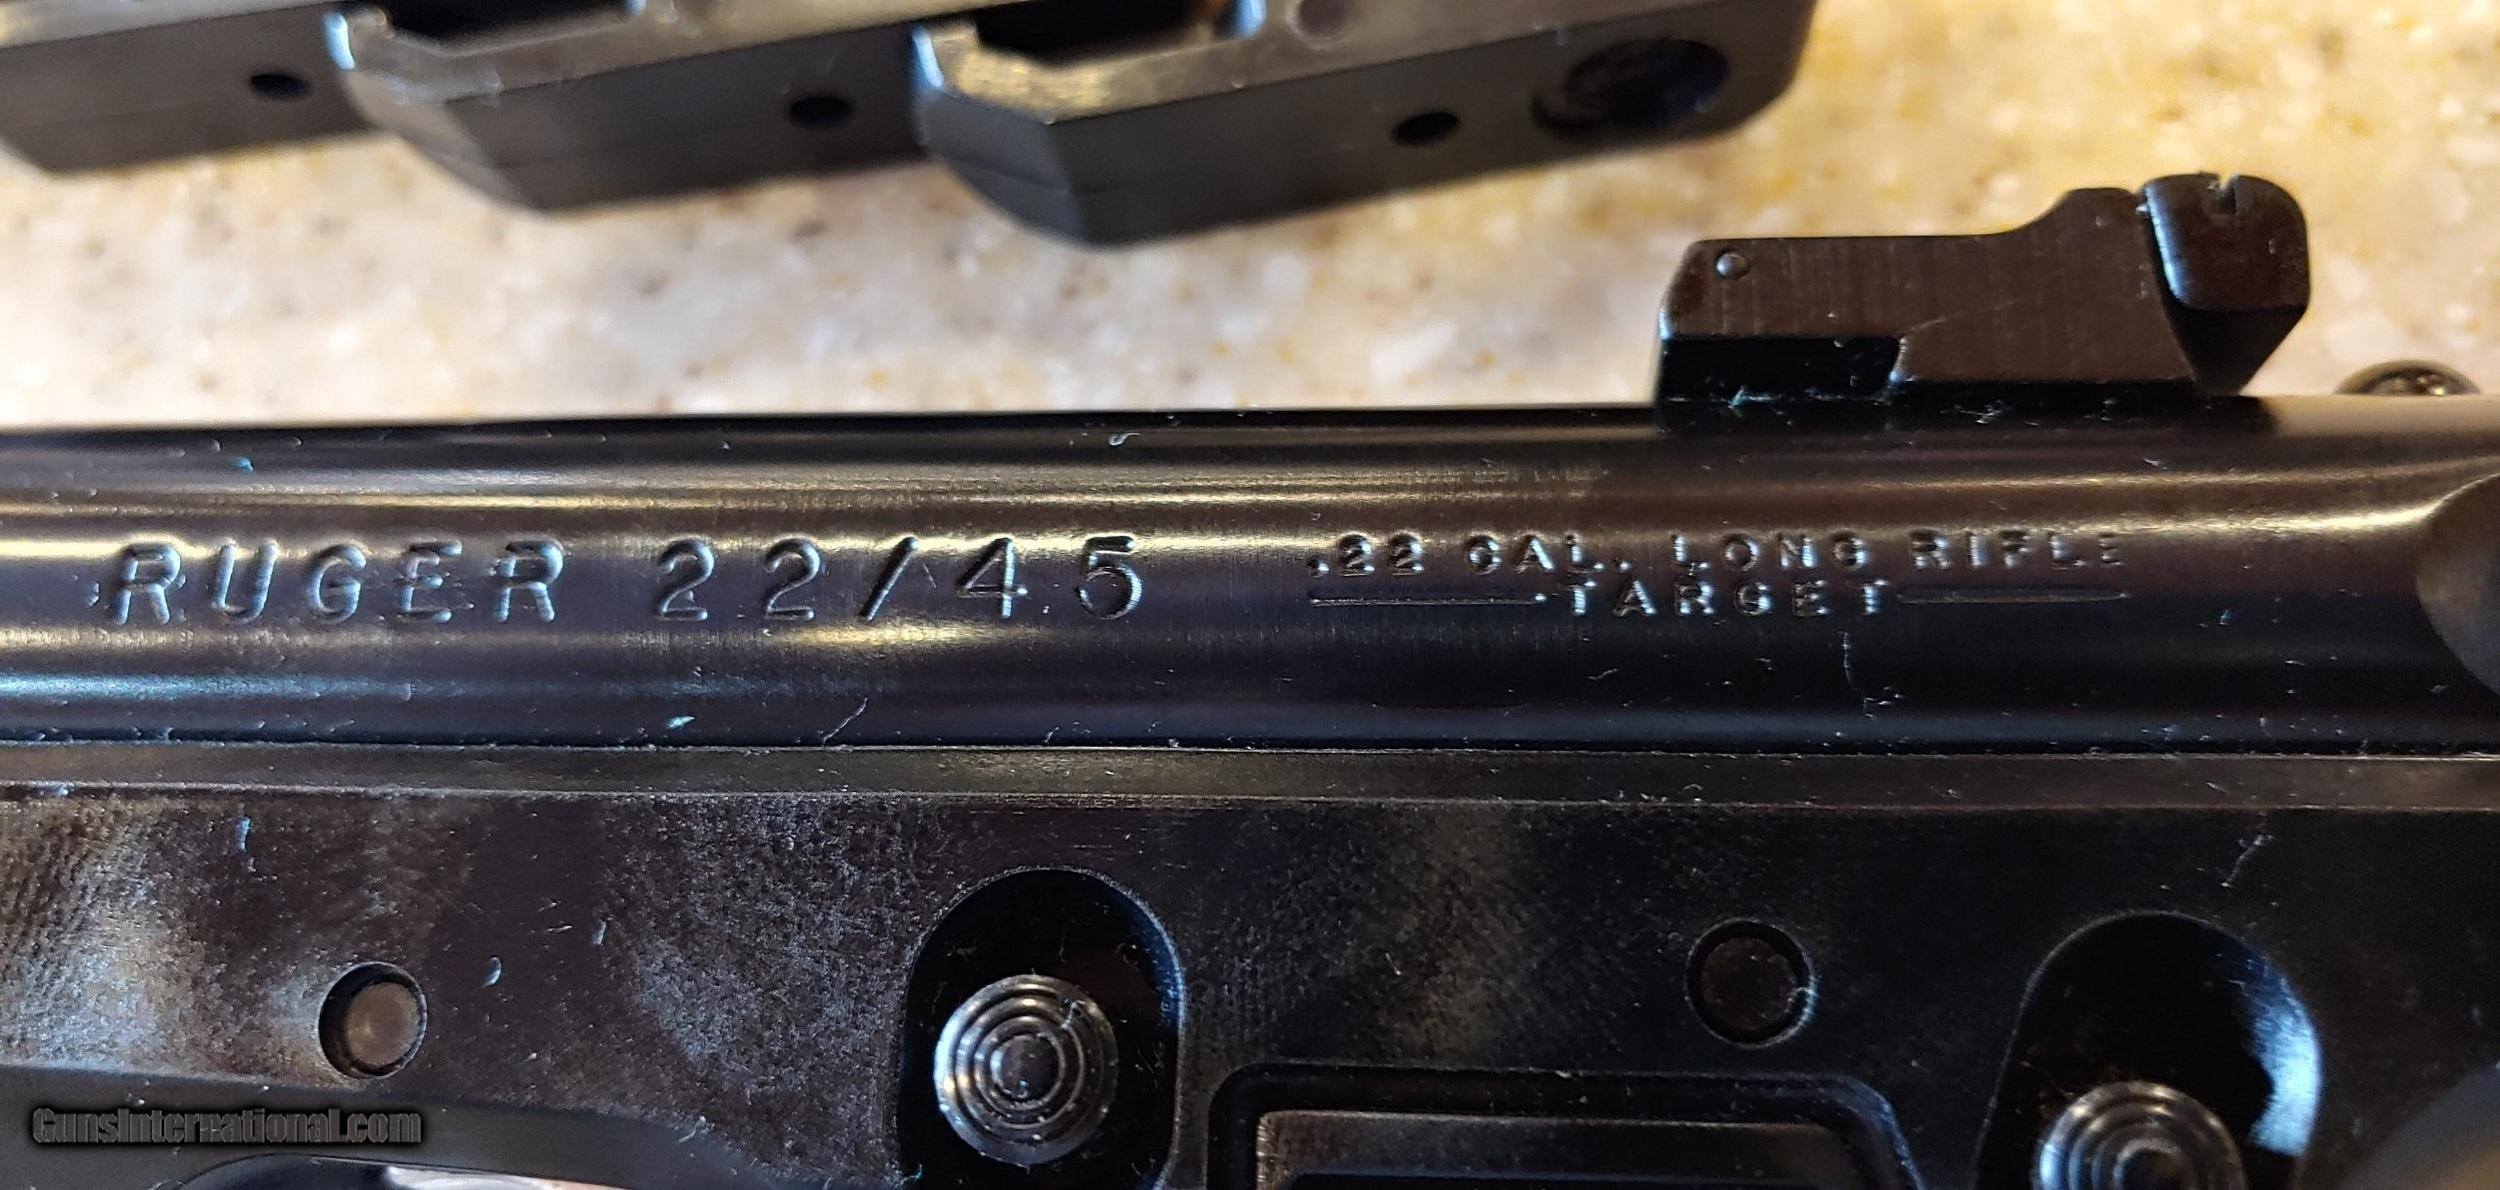 RUGER 22/45
.22 CAL. LONG RIFLE
TARGET
GunsInternational.com